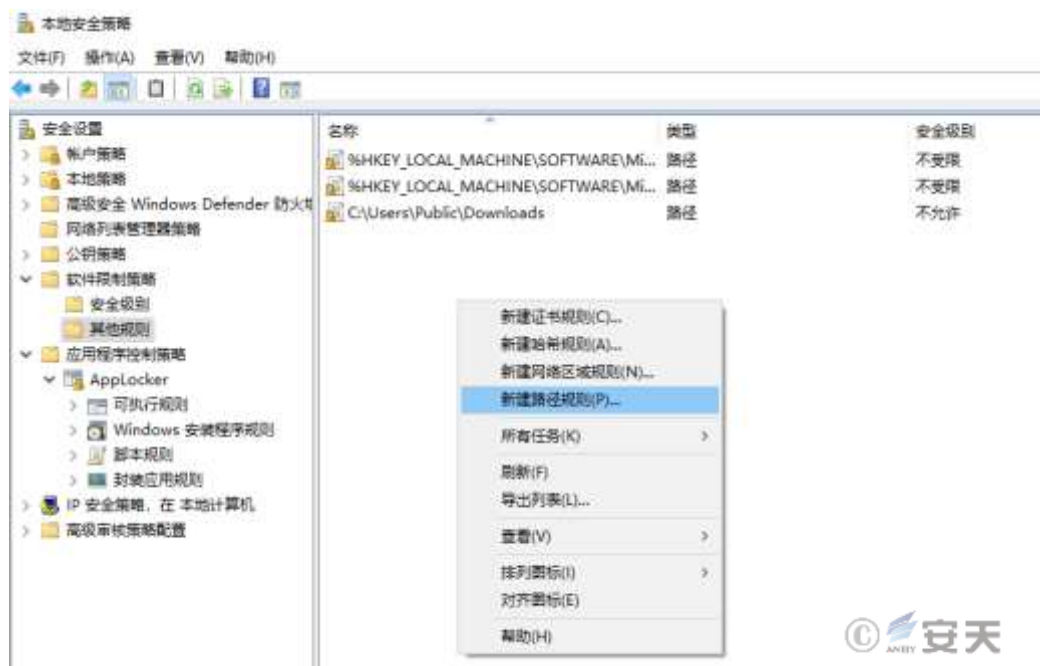 本地安全策略
文件(F) 操作(A) 查看(V) 帮助(H)
安全设置
帐户策略
本地策略
高级安全 Windows Defender 防火墙
网络列表管理器策略
公钥策略
软件限制策略
安全级别
其他规则
应用程序控制策略
AppLocker
可执行规则
Windows 安装程序规则
脚本规则
封装应用规则
IP 安全策略，在 本地计算机
高级审核策略配置
名称 类型 安全级别
%HKEY_LOCAL_MACHINE\SOFTWARE\Mi... 路径 不受限
%HKEY_LOCAL_MACHINE\SOFTWARE\Mi... 路径 不受限
C:\Users\Public\Downloads 路径 不允许
新建证书规则(C)...
新建哈希规则(A)...
新建网络区域规则(N)...
新建路径规则(P)...
所有任务(K)
刷新(F)
导出列表(L)...
查看(V)
排列图标(I)
对齐图标(E)
帮助(H)
© ANTIY 安天